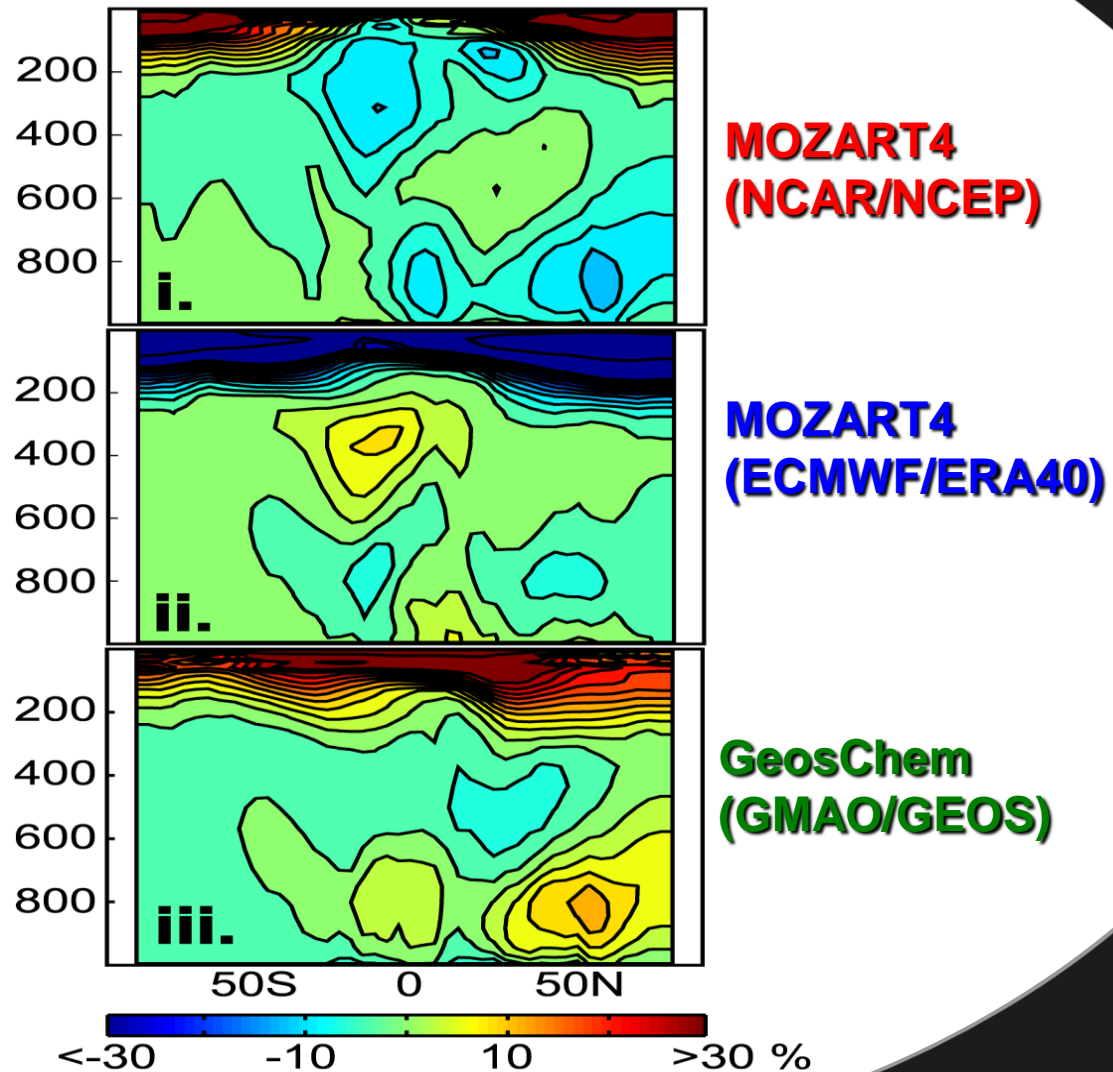 200
400
600
800
i.
MOZART4
(NCAR/NCEP)
200
400
600
800
ii.
MOZART4
(ECMWF/ERA40)
200
400
600
800
iii.
GeosChem
(GMAO/GEOS)
50S 0 50N
<-30 -10 10 >30 %